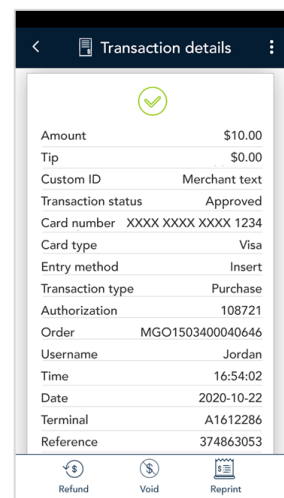 Transaction details
Amount $10.00
Tip $0.00
Custom ID Merchant text
Transaction status Approved
Card number XXXX XXXX XXXX 1234
Card type Visa
Entry method Insert
Transaction type Purchase
Authorization 108721
Order MGO1503400040646
Username Jordan
Time 16:54:02
Date 2020-10-22
Terminal A1612286
Reference 374863053
Refund Void Reprint